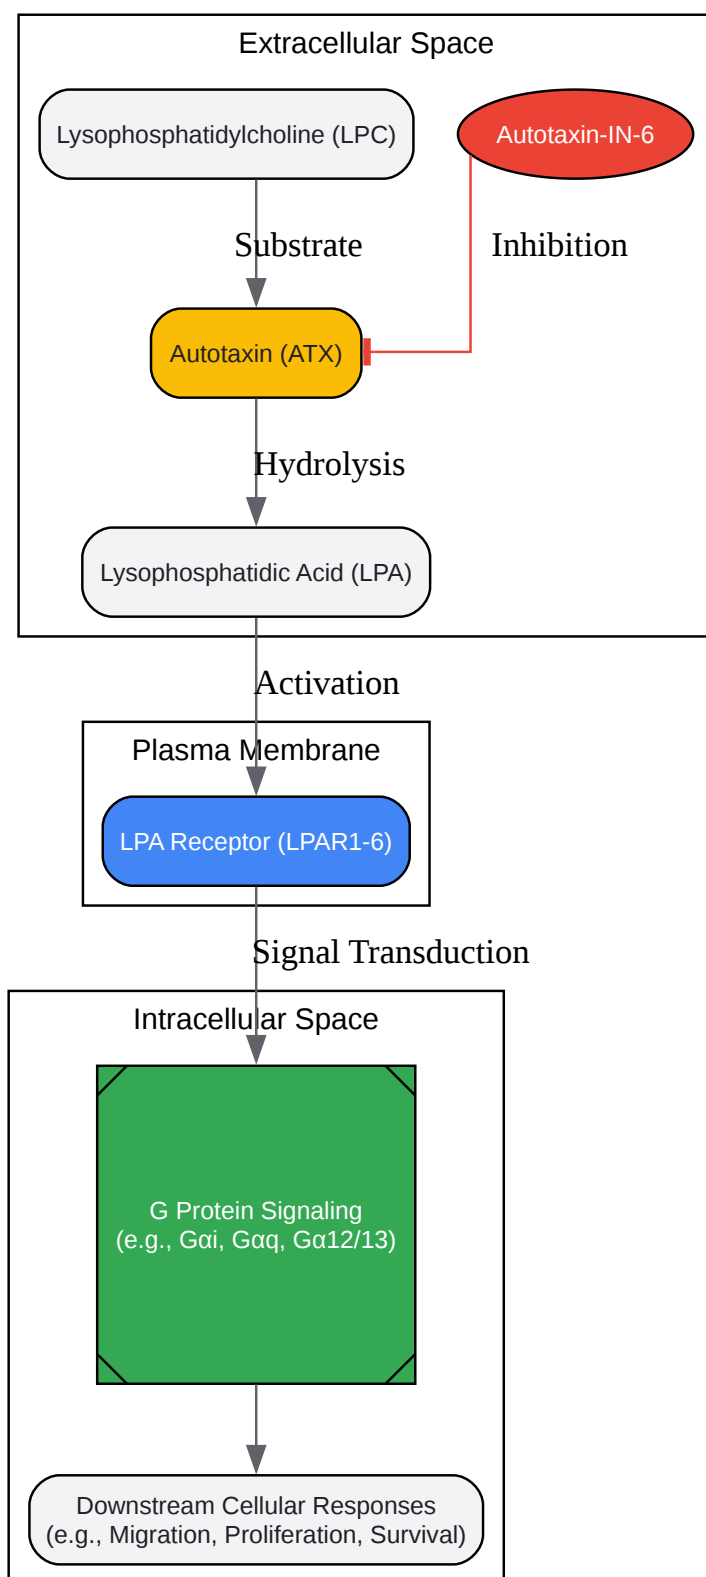 Extracellular Space
Lysophosphatidylcholine (LPC)
Autotaxin-IN-6
Substrate
Inhibition
Autotaxin (ATX)
Hydrolysis
Lysophosphatidic Acid (LPA)
Activation
Plasma Membrane
LPA Receptor (LPAR1-6)
Signal Transduction
Intracellular Space
G Protein Signaling
(e.g., Gαi, Gαq, Gα12/13)
Downstream Cellular Responses
(e.g., Migration, Proliferation, Survival)